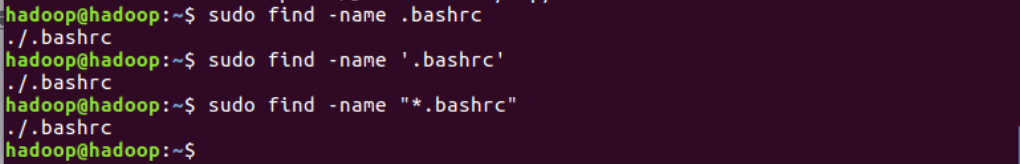 hadoop@hadoop:~$ sudo find -name .bashrc
./.bashrc
hadoop@hadoop:~$ sudo find -name '.bashrc'
./.bashrc
hadoop@hadoop:~$ sudo find -name "*.bashrc"
./.bashrc
hadoop@hadoop:~$